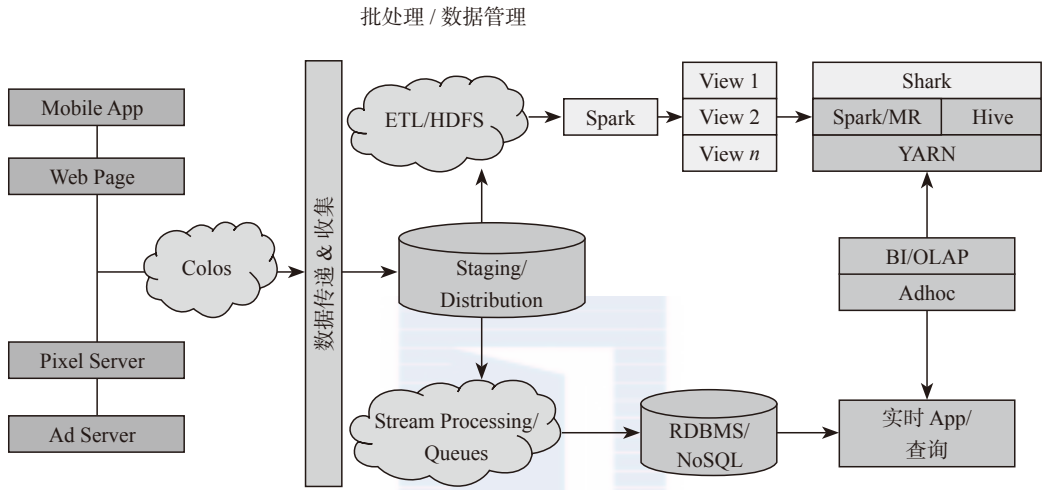 批处理 / 数据管理
Mobile App
Web Page
Colos
Pixel Server
Ad Server
数据传递 & 收集
ETL/HDFS
Spark
View 1
View 2
View n
Shark
Spark/MR
Hive
YARN
Staging/
Distribution
BI/OLAP
Adhoc
Stream Processing/
Queues
RDBMS/
NoSQL
实时 App/
查询